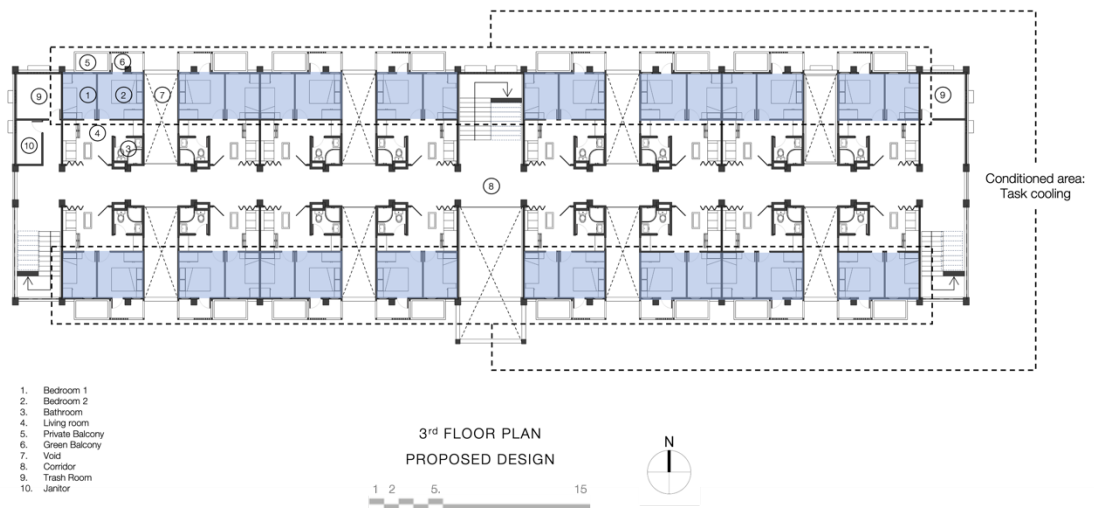 5
6
9
1
2
7
9
4
3
10
8
Conditioned area:
Task cooling
1. Bedroom 1
2. Bedroom 2
3. Bathroom
4. Living room
5. Private Balcony
6. Green Balcony
7. Void
8. Corridor
9. Trash Room
10. Janitor
3rd FLOOR PLAN
PROPOSED DESIGN
N
1 2 5. 15